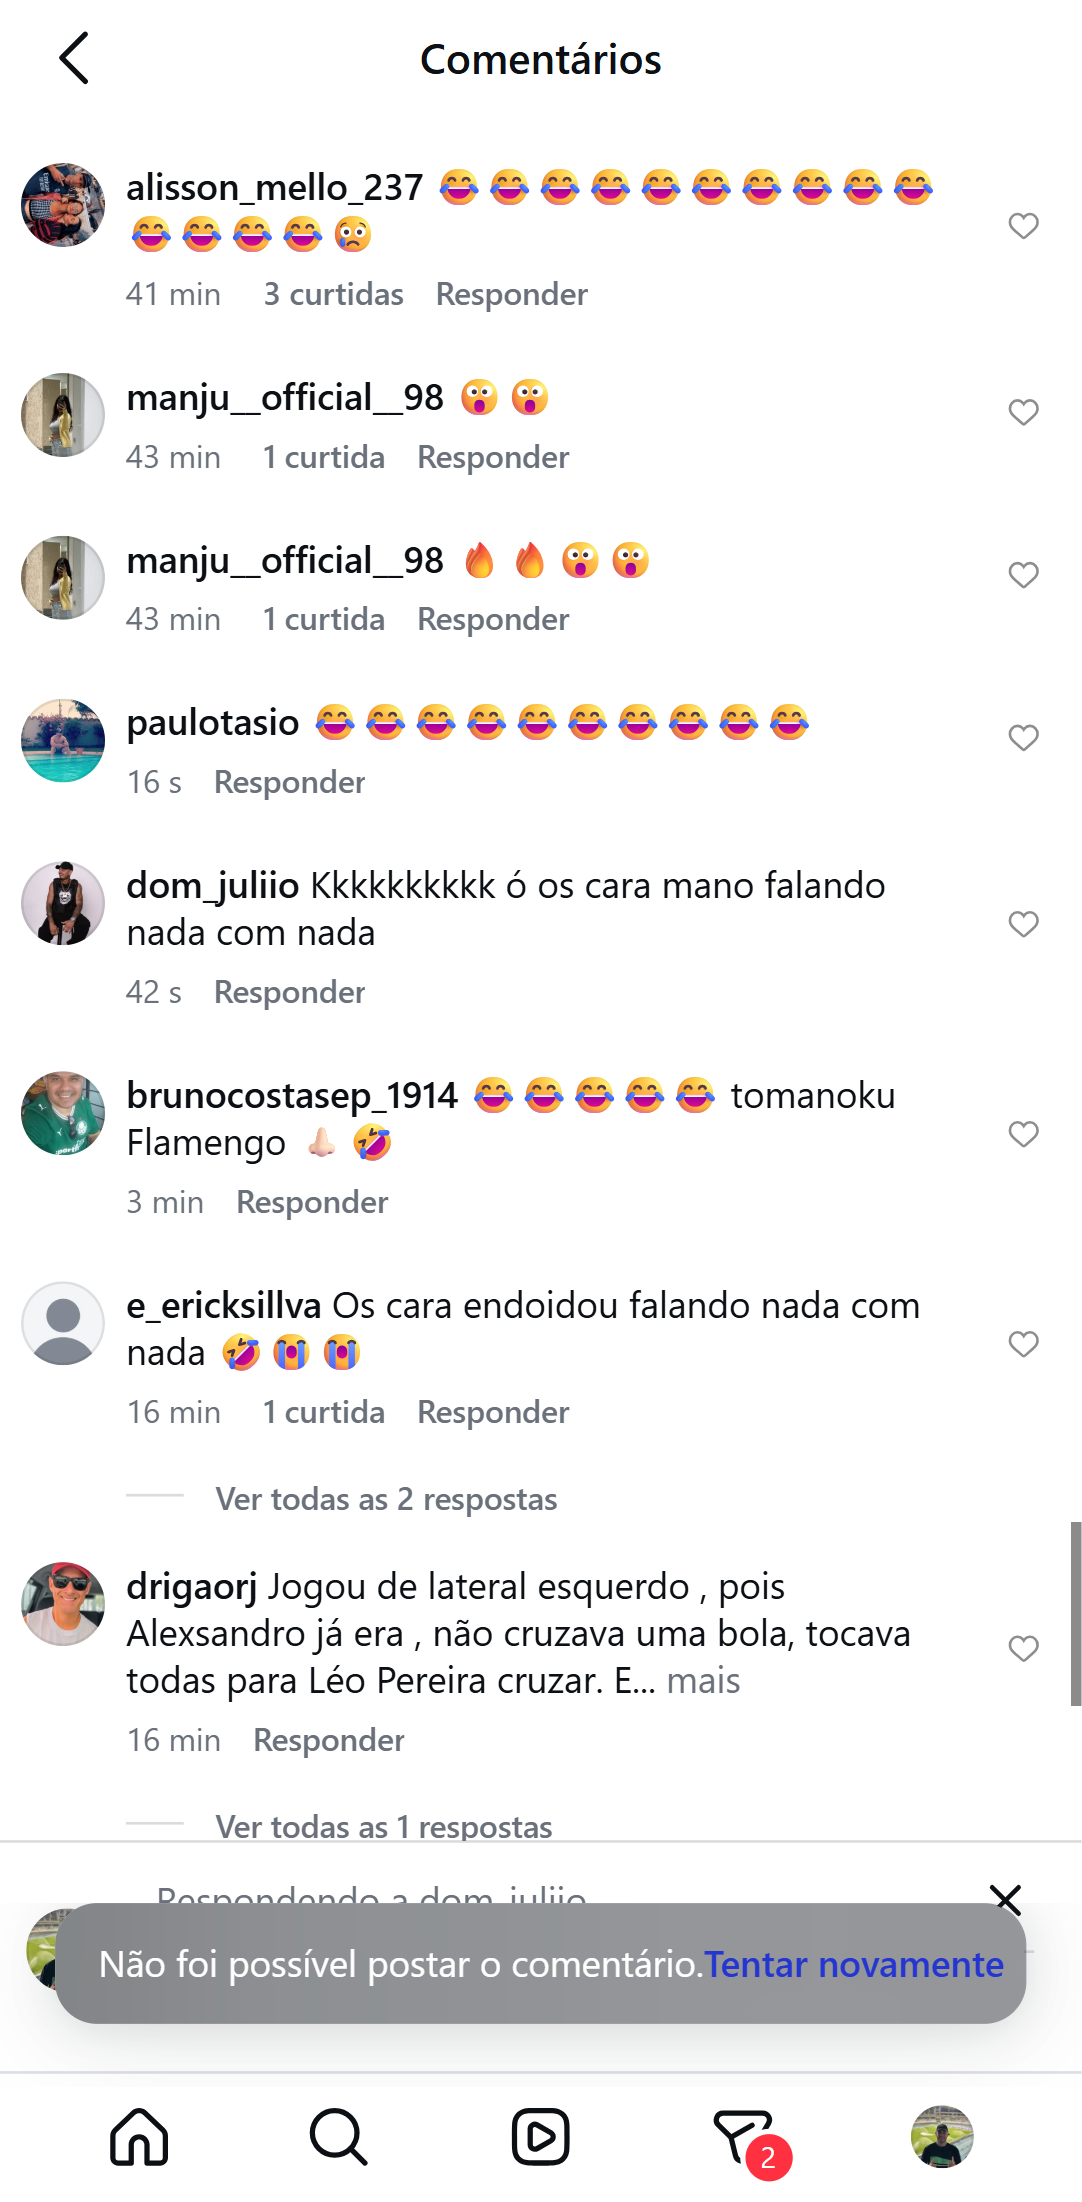 Comentários
alisson_mello_237 😂😂😂😂😂😂😂😂😂😂
😂😂😂😂😢
41 min 3 curtidas Responder
manju__official__98 😲😲
43 min 1 curtida Responder
manju__official__98 🔥🔥😲😲
43 min 1 curtida Responder
paulotasio 😂😂😂😂😂😂😂😂😂😂
16 s Responder
dom_juliio Kkkkkkkkkk ó os cara mano falando
nada com nada
42 s Responder
brunocostasep_1914 😂😂😂😂😂 tomanoku
Flamengo 👃🏻🤣
3 min Responder
e_ericksillva Os cara endoidou falando nada com
nada 🤣😭😭
16 min 1 curtida Responder
Ver todas as 2 respostas
drigaorj Jogou de lateral esquerdo , pois
Alexsandro já era , não cruzava uma bola, tocava
todas para Léo Pereira cruzar. E... mais
16 min Responder
Ver todas as 1 respostas
Respondendo a dom_juliio
Não foi possível postar o comentário.Tentar novamente
2